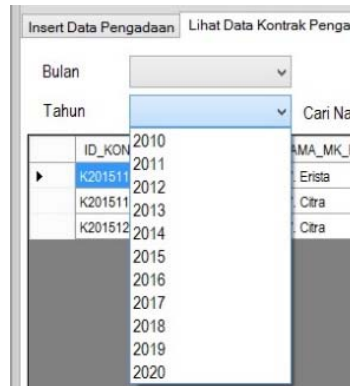 Insert Data Pengadaan Lihat Data Kontrak Penga
Bulan
Tahun Cari Na
ID_KON AMA_MK_
K201511 Erista
K201511 Citra
K201512 Citra
2010
2011
2012
2013
2014
2015
2016
2017
2018
2019
2020